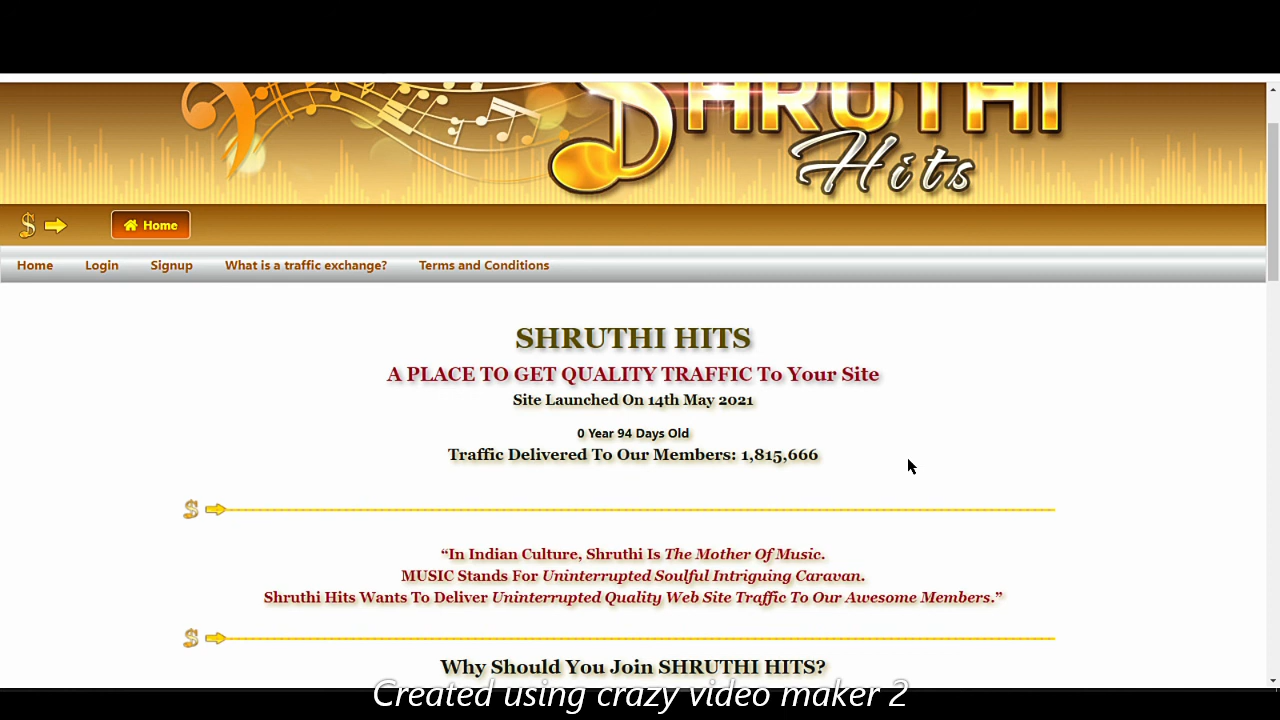 SHRUTHI
Hits
Home
Home Login Signup What is a traffic exchange? Terms and Conditions
SHRUTHI HITS
A PLACE TO GET QUALITY TRAFFIC To Your Site
Site Launched On 14th May 2021
0 Year 94 Days Old
Traffic Delivered To Our Members: 1,815,666
“In Indian Culture, Shruthi Is The Mother Of Music.
MUSIC Stands For Uninterrupted Soulful Intriguing Caravan.
Shruthi Hits Wants To Deliver Uninterrupted Quality Web Site Traffic To Our Awesome Members.”
Why Should You Join SHRUTHI HITS?
Created using crazy video maker 2